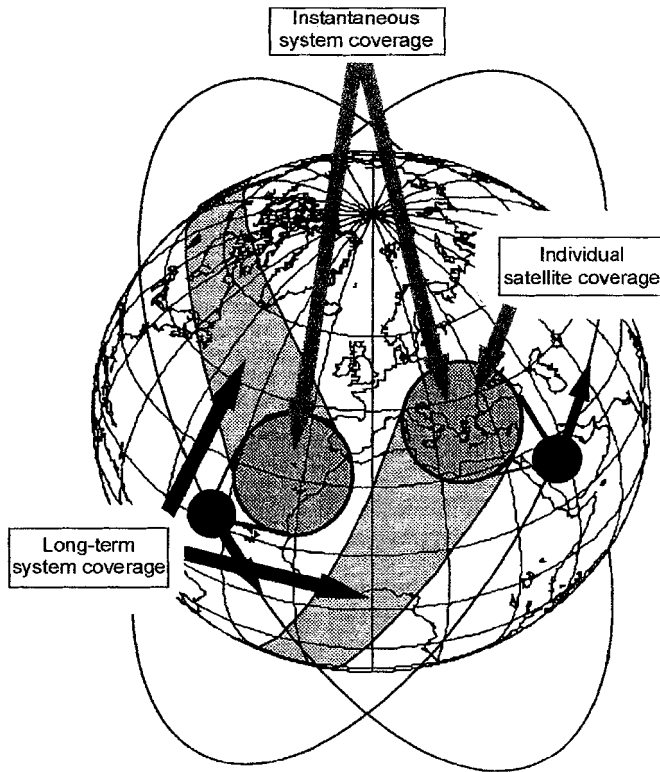 Instantaneous
system coverage
Individual
satellite coverage
Long-term
system coverage